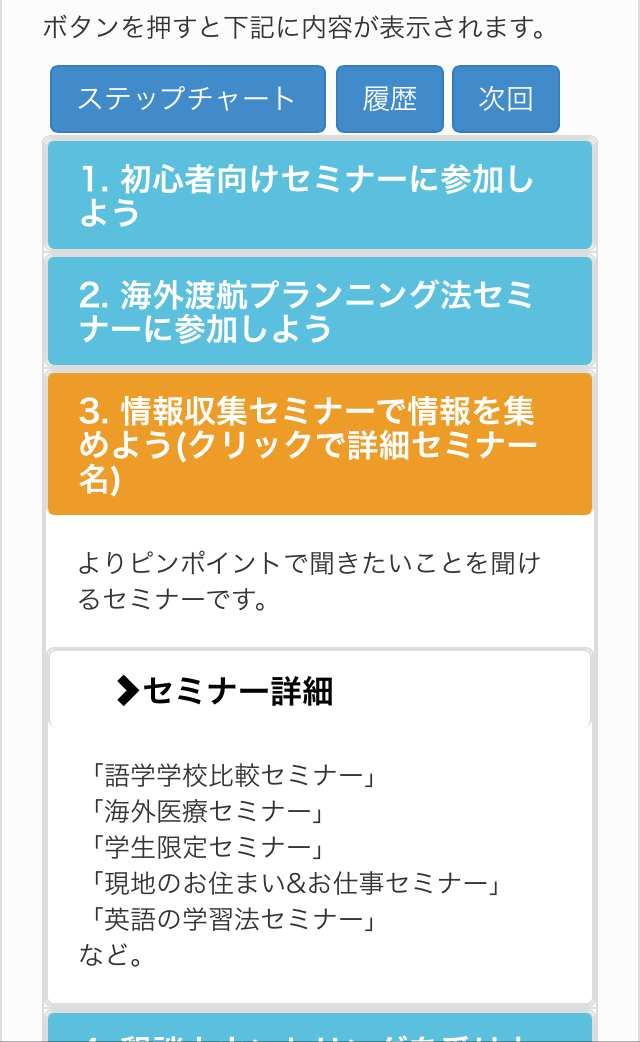 ボタンを押すと下記に内容が表示されます。
ステップチャート 履歴 次回
1. 初心者向けセミナーに参加し
よう
2. 海外渡航プランニング法セミ
ナーに参加しよう
3. 情報収集セミナーで情報を集
めよう(クリックで詳細セミナー
名)
よりピンポイントで聞きたいことを聞け
るセミナーです。
セミナー詳細
「語学学校比較セミナー」
「海外医療セミナー」
「学生限定セミナー」
「現地のお住まい&お仕事セミナー」
「英語の学習法セミナー」
など。